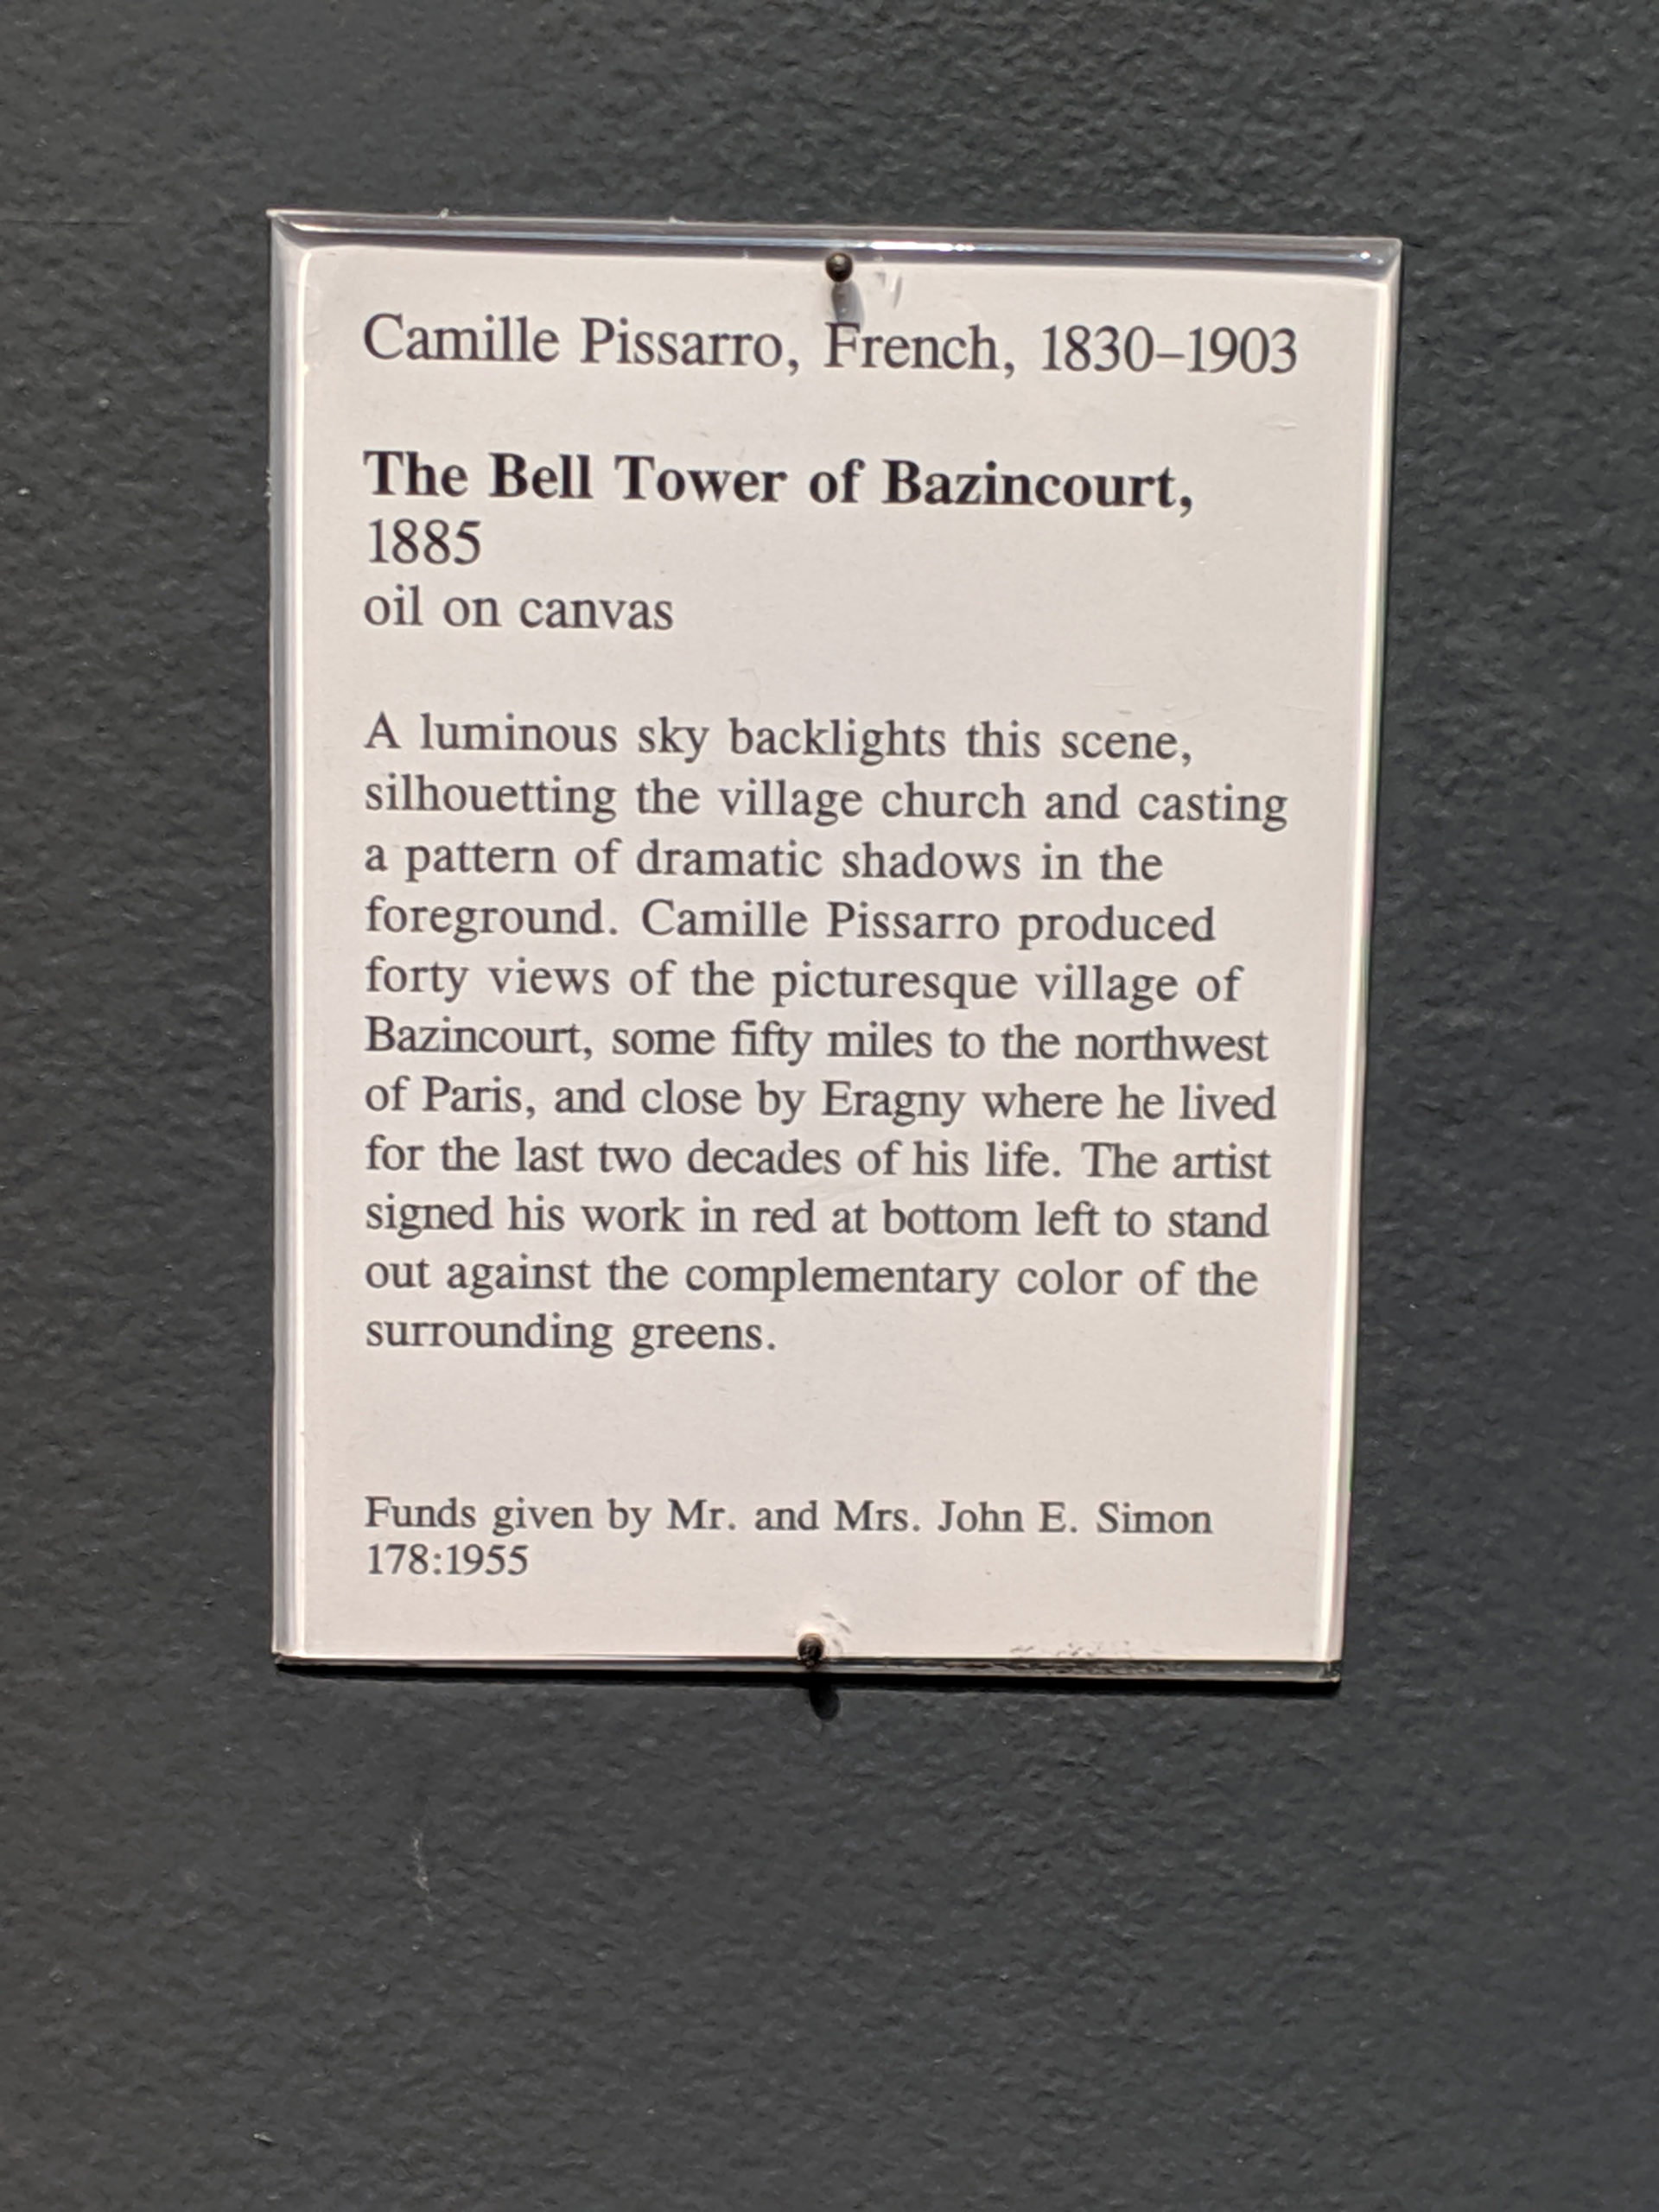 Camille Pissarro, French, 1830–1903
The Bell Tower of Bazincourt,
1885
oil on canvas
A luminous sky backlights this scene,
silhouetting the village church and casting
a pattern of dramatic shadows in the
foreground. Camille Pissarro produced
forty views of the picturesque village of
Bazincourt, some fifty miles to the northwest
of Paris, and close by Eragny where he lived
for the last two decades of his life. The artist
signed his work in red at bottom left to stand
out against the complementary color of the
surrounding greens.
Funds given by Mr. and Mrs. John E. Simon
178:1955